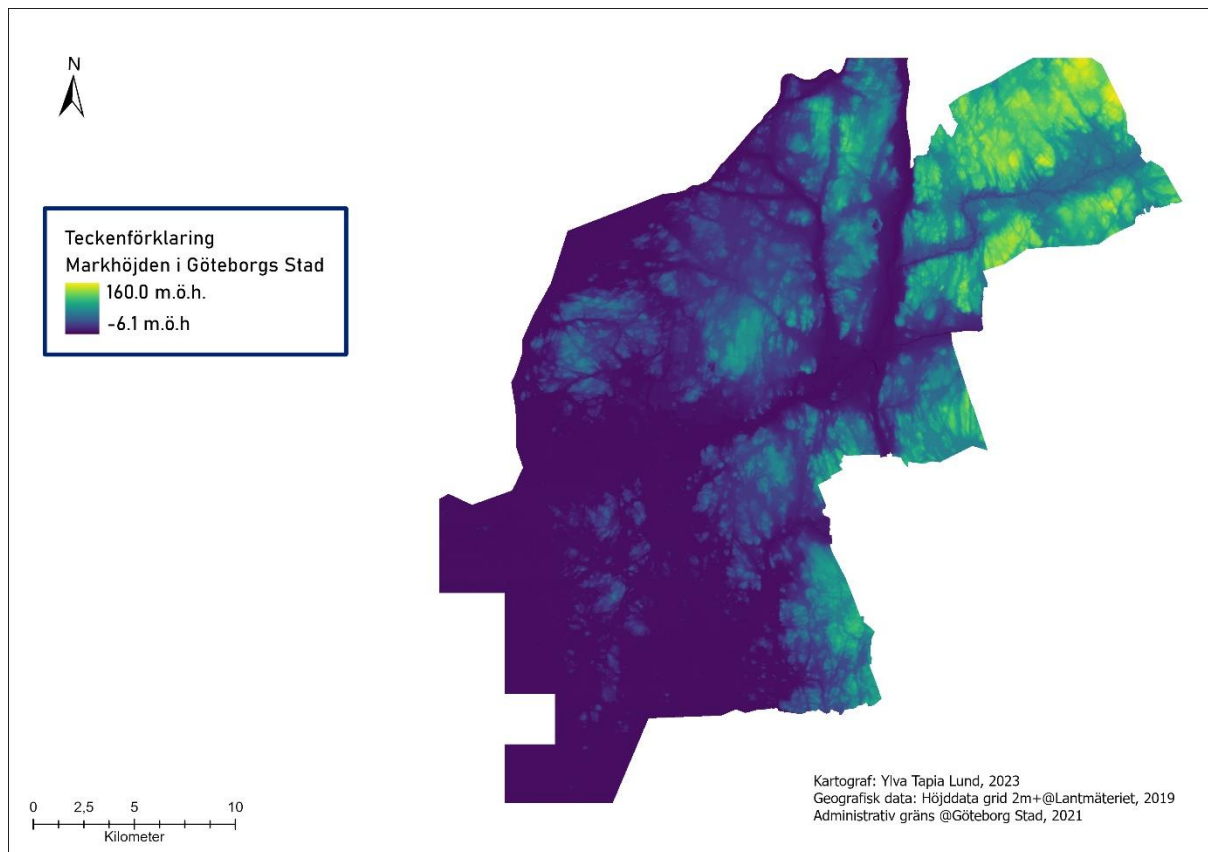 N
Teckenförklaring
Markhöjden i Göteborgs Stad
160.0 m.ö.h.
-6.1 m.ö.h
0 2,5 5 10
Kilometer
Kartograf: Ylva Tapia Lund, 2023
Geografisk data: Höjddata grid 2m+@Lantmäteriet, 2019
Administrativ gräns @Göteborg Stad, 2021